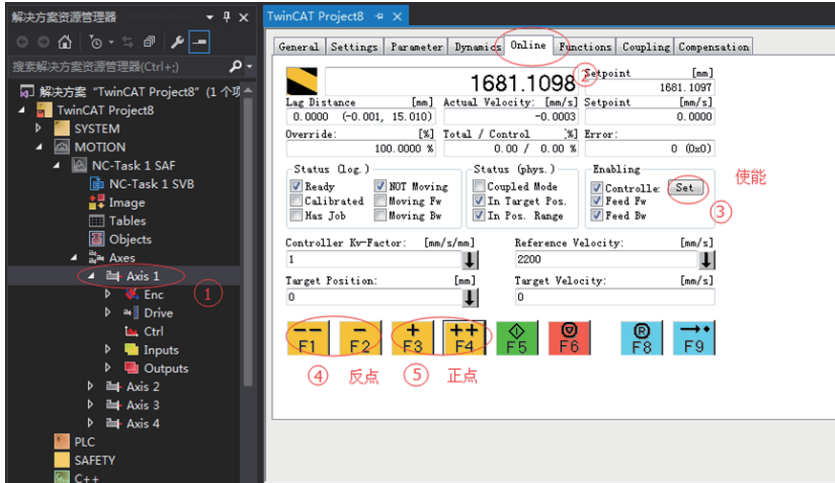 解决方案资源管理器
搜索解决方案资源管理器(Ctrl+;)
解决方案 "TwinCAT Project8" (1 个项
TwinCAT Project8
SYSTEM
MOTION
NC-Task 1 SAF
NC-Task 1 SVB
Image
Tables
Objects
Axes
Axis 1
①
Enc
Drive
Ctrl
Inputs
Outputs
Axis 2
Axis 3
Axis 4
PLC
SAFETY
C++
TwinCAT Project8
General Settings Parameter Dynamics Online Functions Coupling Compensation
②
1681.1098
Setpoint [mm]
1681.1097
Lag Distance [mm] Actual Velocity: [mm/s] Setpoint [mm/s]
0.0000 (-0.001, 15.010) -0.0003 0.0000
Override: [%] Total / Control [%] Error:
100.0000 % 0.00 / 0.00 % 0 (0x0)
Status (log.) Status (phys.) Enabling
Ready NOT Moving Coupled Mode Controlle: Set 使能
Calibrated Moving Fw In Target Pos. Feed Fw ③
Has Job Moving Bw In Pos. Range Feed Bw
Controller Kv-Factor: [mm/s/mm] Reference Velocity: [mm/s]
1 2200
Target Position: [mm] Target Velocity: [mm/s]
0 0
-- - + ++ R
F1 F2 F3 F4 F5 F6 F8 F9
④ 反点 ⑤ 正点